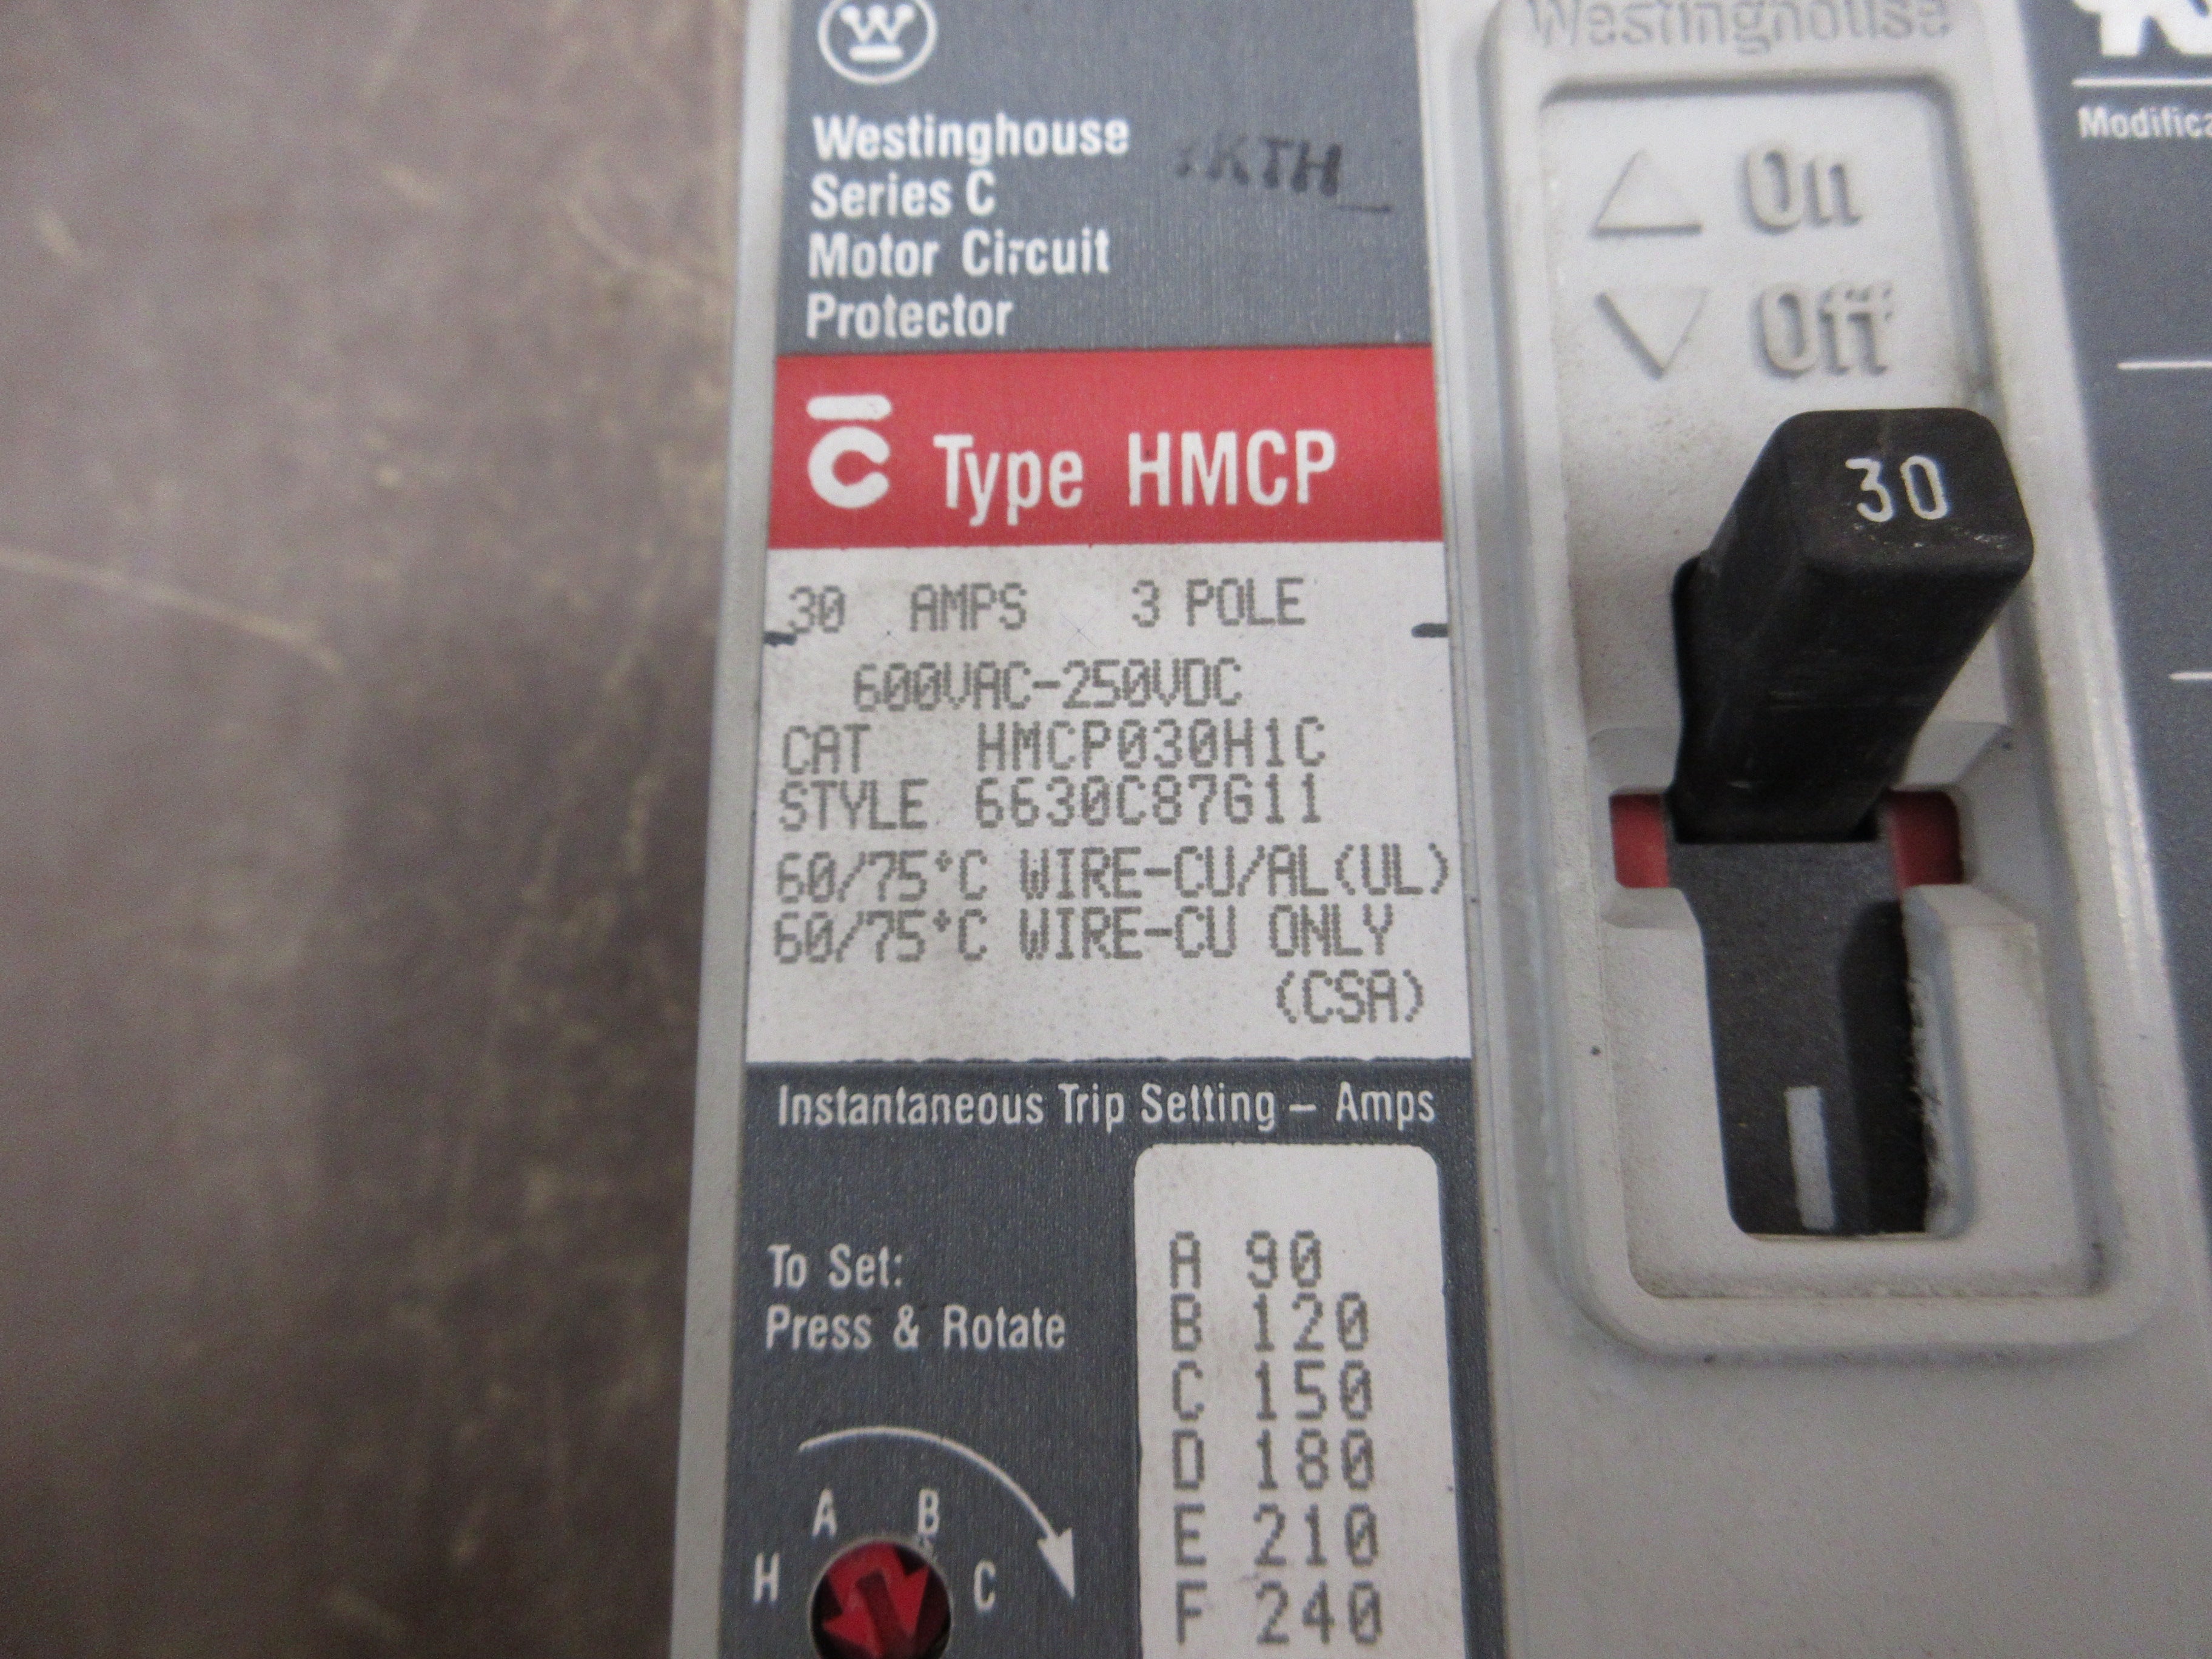 W
Westinghouse
Series C
Motor Circuit
Protector
KTH
C Type HMCP
30 AMPS 3 POLE
600VAC-250VDC
CAT HMCP030H1C
STYLE 6630C87G11
60/75°C WIRE-CU/AL(UL)
60/75°C WIRE-CU ONLY
(CSA)
Instantaneous Trip Setting – Amps
To Set:
Press & Rotate
A B
H C
A 90
B 120
C 150
D 180
E 210
F 240
Westinghouse
On
Off
30